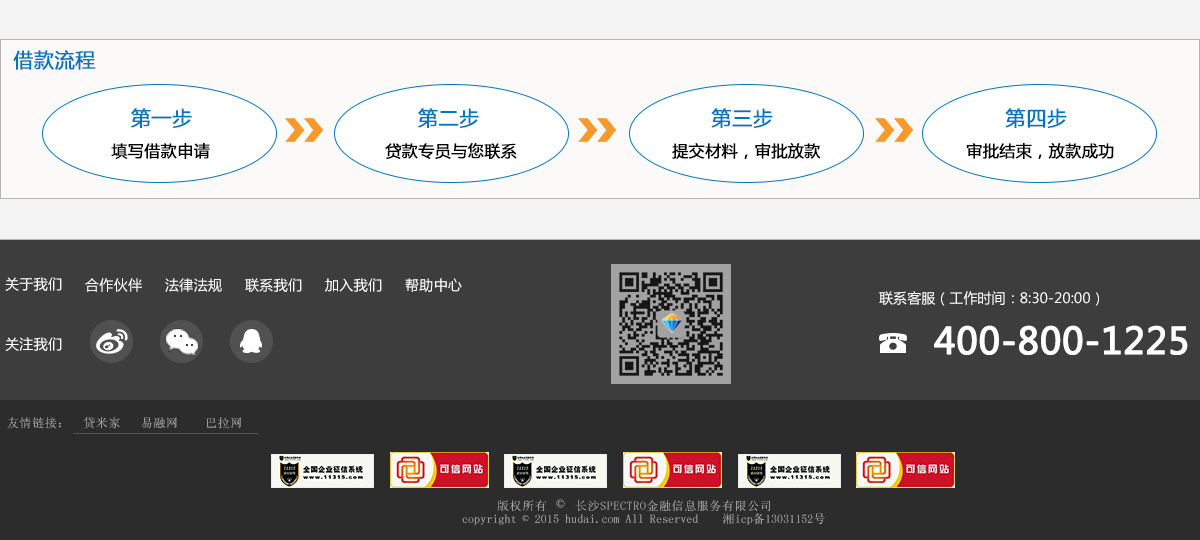 借款流程
第一步
填写借款申请
第二步
贷款专员与您联系
第三步
提交材料，审批放款
第四步
审批结束，放款成功
关于我们 合作伙伴 法律法规 联系我们 加入我们 帮助中心
关注我们
联系客服（工作时间：8:30-20:00）
400-800-1225
友情链接： 贷米家 易融网 巴拉网
全国企业征信系统
www.11315.com
可信网站
全国企业征信系统
www.11315.com
可信网站
全国企业征信系统
www.11315.com
可信网站
版权所有 © 长沙SPECTRO金融信息服务有限公司
copyright © 2015 hudai.com All Reserved 湘icp备13031152号